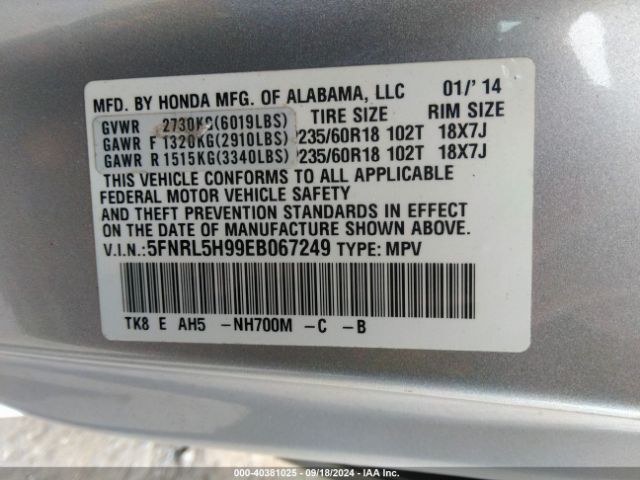 MFD. BY HONDA MFG. OF ALABAMA, LLC 01/' 14
GVWR 2730KG(6019LBS) TIRE SIZE RIM SIZE
GAWR F 1320KG(2910LBS) P235/60R18 102T 18X7J
GAWR R 1515KG(3340LBS) P235/60R18 102T 18X7J
THIS VEHICLE CONFORMS TO ALL APPLICABLE
FEDERAL MOTOR VEHICLE SAFETY
AND THEFT PREVENTION STANDARDS IN EFFECT
ON THE DATE OF MANUFACTURE SHOWN ABOVE.
V.I.N.:5FNRL5H99EB067249 TYPE: MPV
TK8 E AH5 -NH700M -C -B
000-40381025 - 09/18/2024 - IAA Inc.